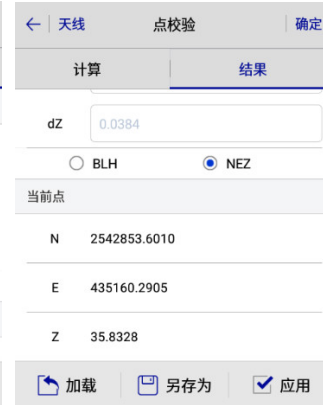 ← 天线 点校验 确定
计算 结果
dZ 0.0384
BLH NEZ
当前点
N 2542853.6010
E 435160.2905
Z 35.8328
加载 另存为 应用